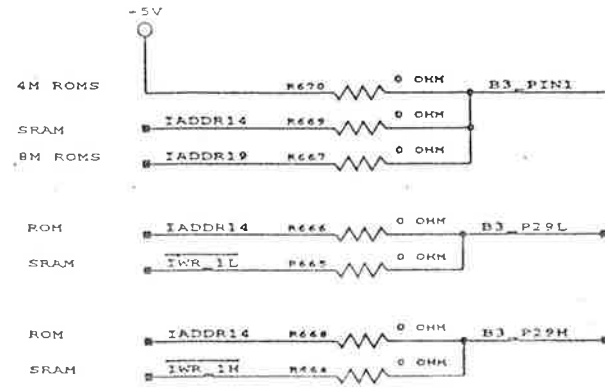 -5V
4M ROMS R670 0 OHM B3_PIN1
SRAM IADDR14 R669 0 OHM
8M ROMS IADDR19 R667 0 OHM
ROM IADDR14 R666 0 OHM B3_P29L
SRAM IWR_1L R665 0 OHM
ROM IADDR14 R668 0 OHM B3_P29H
SRAM IWR_1H 0 OHM